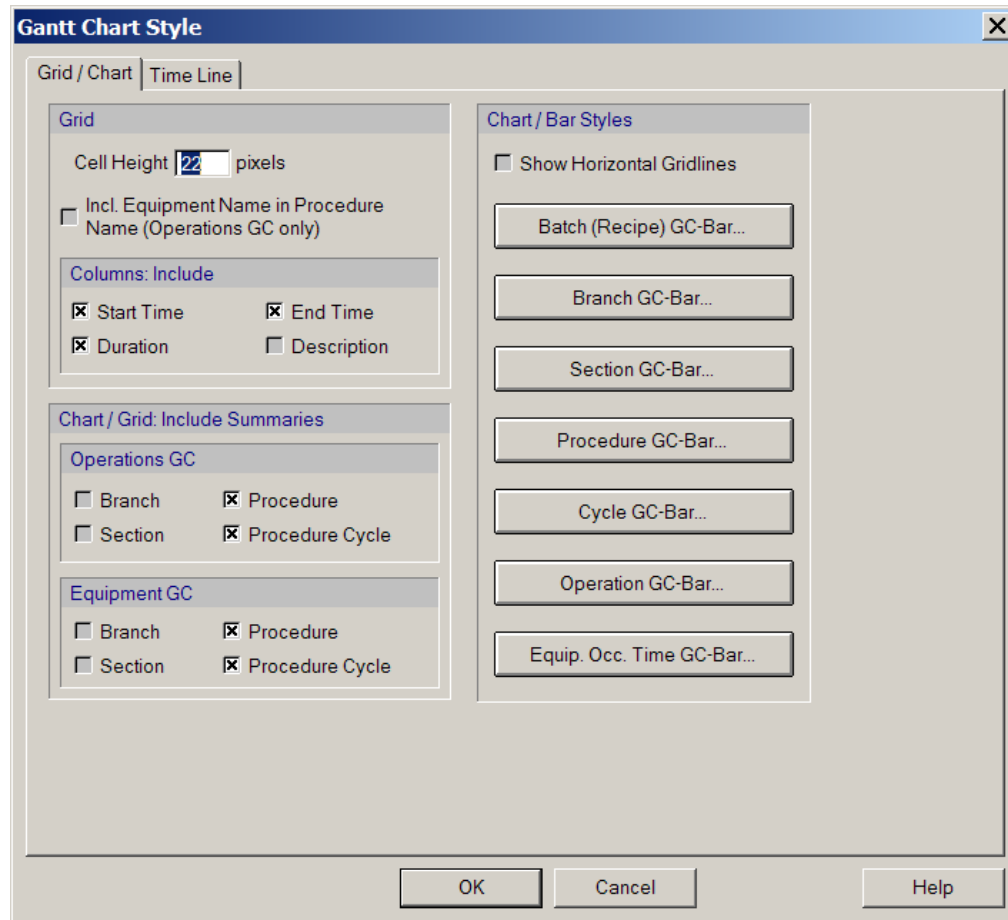 Gantt Chart Style
Grid / Chart
Time Line
Grid
Cell Height 22 pixels
Incl. Equipment Name in Procedure
Name (Operations GC only)
Columns: Include
Start Time
End Time
Duration
Description
Chart / Grid: Include Summaries
Operations GC
Branch
Procedure
Section
Procedure Cycle
Equipment GC
Branch
Procedure
Section
Procedure Cycle
Chart / Bar Styles
Show Horizontal Gridlines
Batch (Recipe) GC-Bar...
Branch GC-Bar...
Section GC-Bar...
Procedure GC-Bar...
Cycle GC-Bar...
Operation GC-Bar...
Equip. Occ. Time GC-Bar...
OK
Cancel
Help